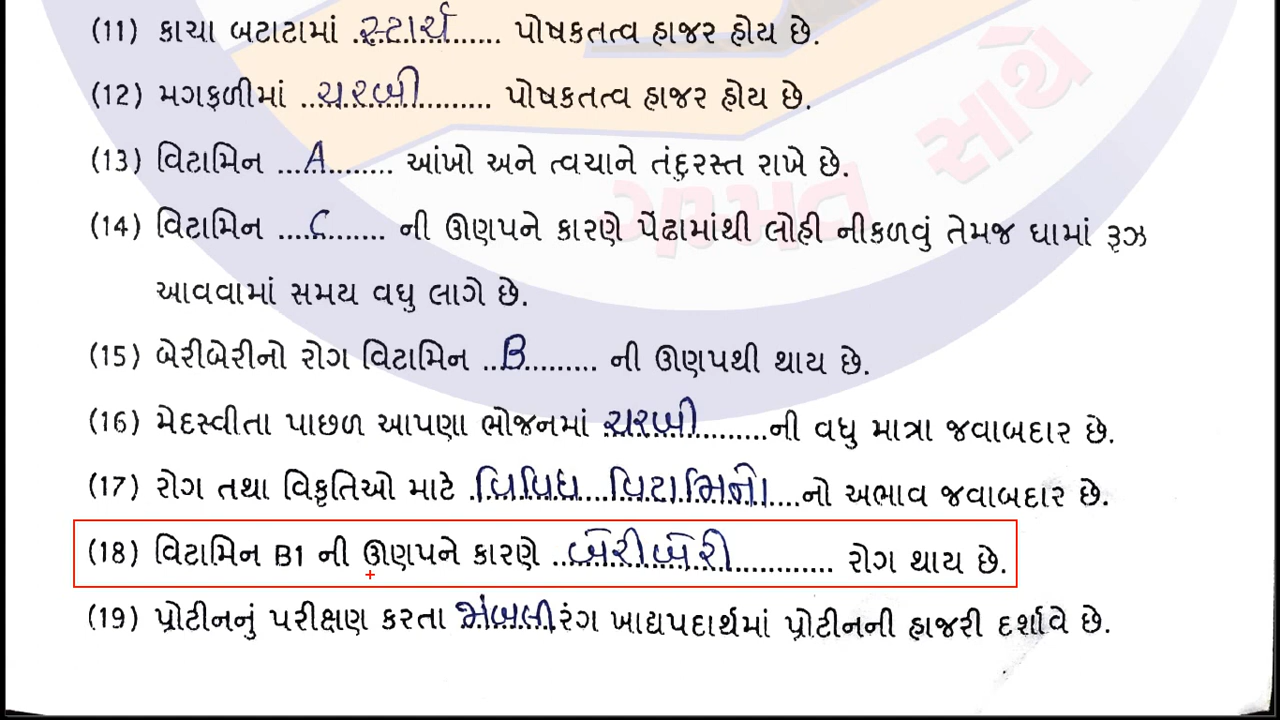 (11) કાચા બટાટામાં .સ્ટાર્ચ...... પોષકતત્વ હાજર હોય છે.
(12) મગફળીમાં ..ચરબી......... પોષકતત્વ હાજર હોય છે.
(13) વિટામિન ...A........ આંખો અને ત્વચાને તંદુરસ્ત રાખે છે.
(14) વિટામિન ....C....... ની ઊણપને કારણે પેંઢામાંથી લોહી નીકળવું તેમજ ઘામાં રૂઝ
આવવામાં સમય વધુ લાગે છે.
(15) બેરીબેરીનો રોગ વિટામિન ..B......... ની ઊણપથી થાય છે.
(16) મેદસ્વીતા પાછળ આપણા ભોજનમાં ચરબી........ની વધુ માત્રા જવાબદાર છે.
(17) રોગ તથા વિકૃતિઓ માટે .વિવિધ...વિટામિનો....નો અભાવ જવાબદાર છે.
(18) વિટામિન B1 ની ઊણપને કારણે ..બેરીબેરી............ રોગ થાય છે.
(19) પ્રોટીનનું પરીક્ષણ કરતા જાંબલી રંગ ખાદ્યપદાર્થમાં પ્રોટીનની હાજરી દર્શાવે છે.
ગમ્મત સાથે